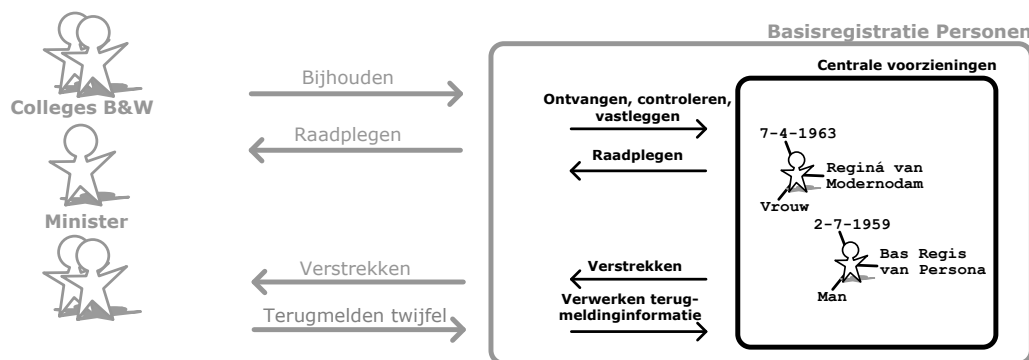 Basisregistratie Personen
Centrale voorzieningen
Colleges B&W
Bijhouden
Ontvangen, controleren,
vastleggen
Raadplegen
Raadplegen
Minister
7-4-1963
Reginá van
Modernodam
Vrouw
2-7-1959
Bas Regis
van Persona
Man
Verstrekken
Verstrekken
Terugmelden twijfel
Verwerken terug-
meldinginformatie